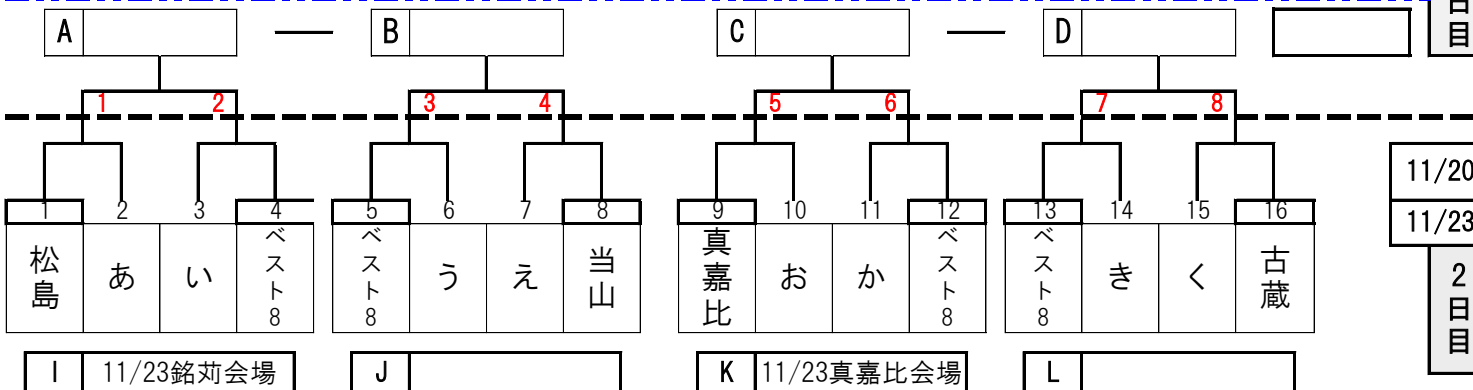 日目
A
B
C
D
1 2 3 4 5 6 7 8
11/20
1 2 3 4 5 6 7 8 9 10 11 12 13 14 15 16
11/23
松島 あ い ベスト8 ベスト8 う え 当山 真嘉比 お か ベスト8 ベスト8 き く 古蔵
2日目
I 11/23銘苅会場
J
K 11/23真嘉比会場
L